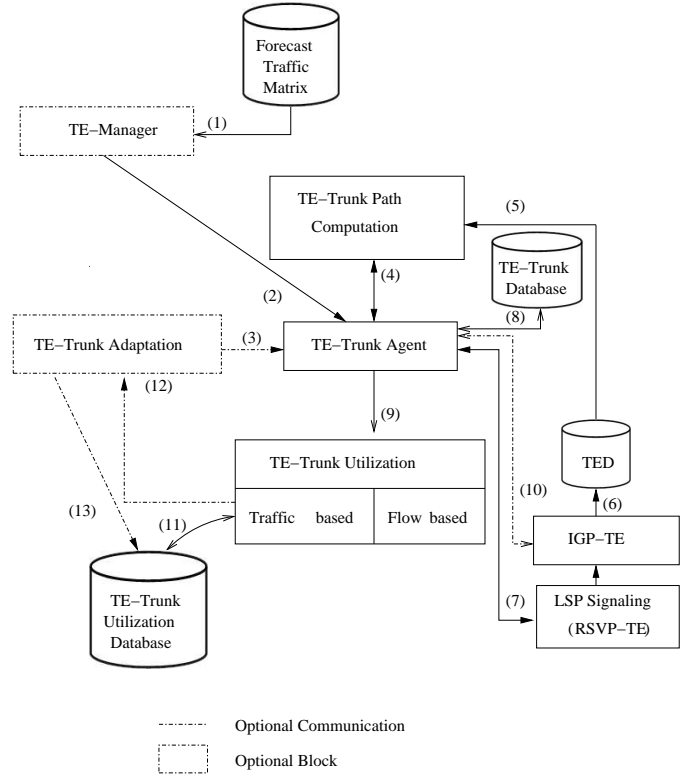 Forecast
Traffic
Matrix
(1)
TE−Manager
TE−Trunk Path
Computation
(5)
(4)
TE−Trunk
Database
(2)
(8)
TE−Trunk Adaptation
(3)
TE−Trunk Agent
(12)
(9)
TE−Trunk Utilization
TED
(10)
(6)
(13)
(11)
Traffic based
Flow based
IGP−TE
TE−Trunk
Utilization
Database
(7)
LSP Signaling
(RSVP−TE)
Optional Communication
Optional Block